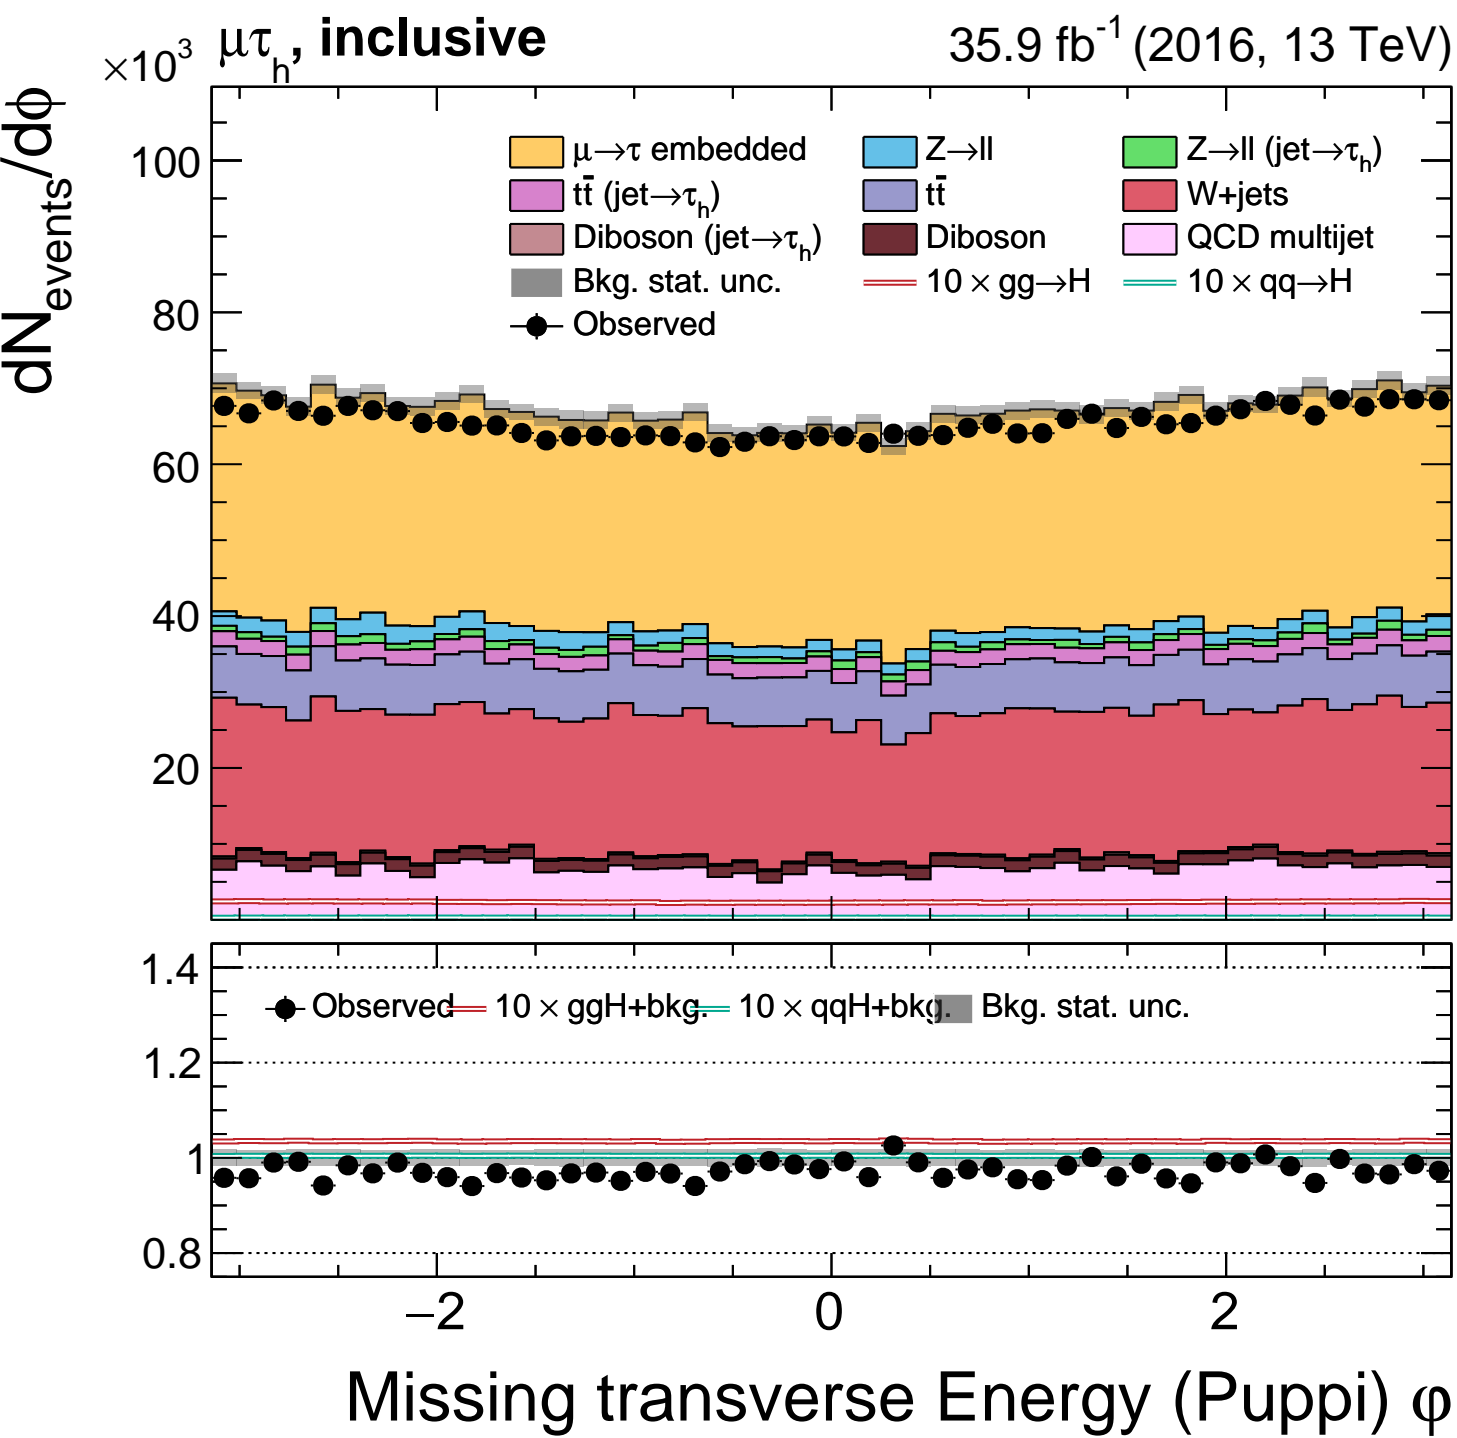 ×10³ μτₕ, inclusive 35.9 fb⁻¹ (2016, 13 TeV)
dN_events/dϕ
μ→τ embedded Z→ll Z→ll (jet→τₕ)
tt̄ (jet→τₕ) tt̄ W+jets
Diboson (jet→τₕ) Diboson QCD multijet
Bkg. stat. unc. 10 × gg→H 10 × qq→H
Observed
100
80
60
40
20
1.4
Observed 10 × ggH+bkg. 10 × qqH+bkg. Bkg. stat. unc.
1.2
1
0.8
−2 0 2
Missing transverse Energy (Puppi) φ